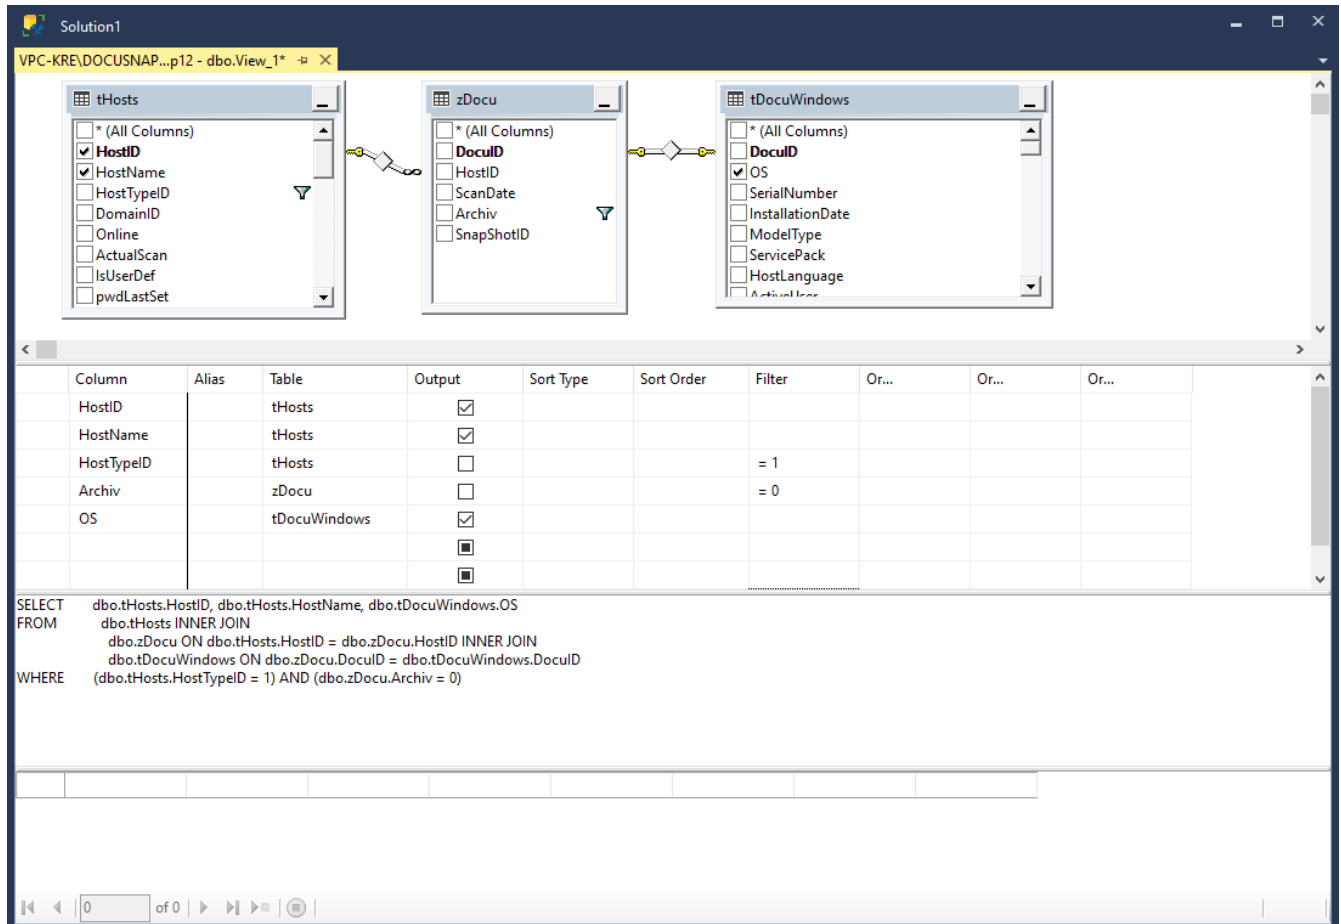 Solution1
VPC-KRE\DOCUSNAP...p12 - dbo.View_1*
tHosts
* (All Columns)
HostID
HostName
HostTypeID
DomainID
Online
ActualScan
IsUserDef
pwdLastSet
zDocu
* (All Columns)
DocuID
HostID
ScanDate
Archiv
SnapShotID
tDocuWindows
* (All Columns)
DocuID
OS
SerialNumber
InstallationDate
ModelType
ServicePack
HostLanguage
ActiveUser
Column Alias Table Output Sort Type Sort Order Filter Or... Or... Or...
HostID tHosts
HostName tHosts
HostTypeID tHosts = 1
Archiv zDocu = 0
OS tDocuWindows
SELECT dbo.tHosts.HostID, dbo.tHosts.HostName, dbo.tDocuWindows.OS
FROM dbo.tHosts INNER JOIN
dbo.zDocu ON dbo.tHosts.HostID = dbo.zDocu.HostID INNER JOIN
dbo.tDocuWindows ON dbo.zDocu.DocuID = dbo.tDocuWindows.DocuID
WHERE (dbo.tHosts.HostTypeID = 1) AND (dbo.zDocu.Archiv = 0)
0 of 0